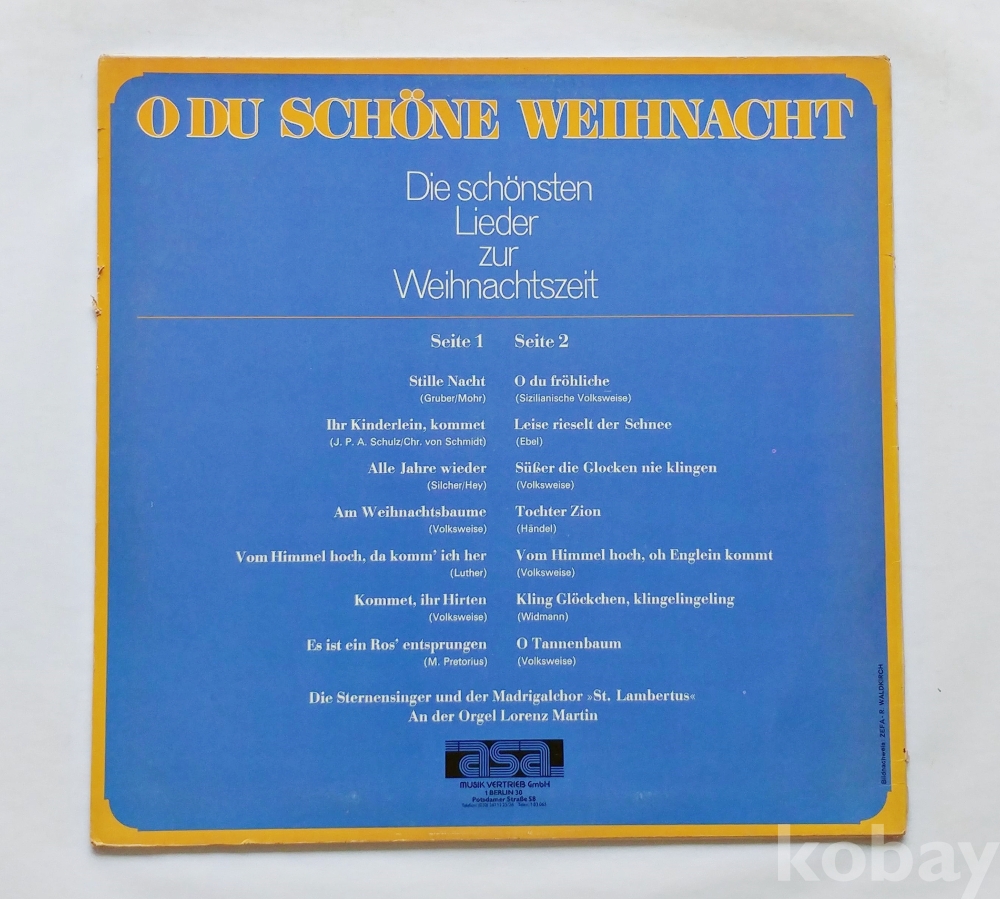 O DU SCHÖNE WEIHNACHT
Die schönsten
Lieder
zur
Weihnachtszeit
Seite 1
Stille Nacht
(Gruber/Mohr)
Ihr Kinderlein, kommet
(J. P. A. Schulz/Chr. von Schmidt)
Alle Jahre wieder
(Silcher/Hey)
Am Weihnachtsbaume
(Volksweise)
Vom Himmel hoch, da komm' ich her
(Luther)
Kommet, ihr Hirten
(Volksweise)
Es ist ein Ros' entsprungen
(M. Pretorius)
Seite 2
O du fröhliche
(Sizilianische Volksweise)
Leise rieselt der Schnee
(Ebel)
Süßer die Glocken nie klingen
(Volksweise)
Tochter Zion
(Händel)
Vom Himmel hoch, oh Englein kommt
(Volksweise)
Kling Glöckchen, klingelingeling
(Widmann)
O Tannenbaum
(Volksweise)
Die Sternensinger und der Madrigalchor »St. Lambertus«
An der Orgel Lorenz Martin
asa
MUSIK VERTRIEB GmbH
1 BERLIN 30
Potsdamer Straße 58
Bildnachweis ZEFA - R. WALDKIRCH
kobay